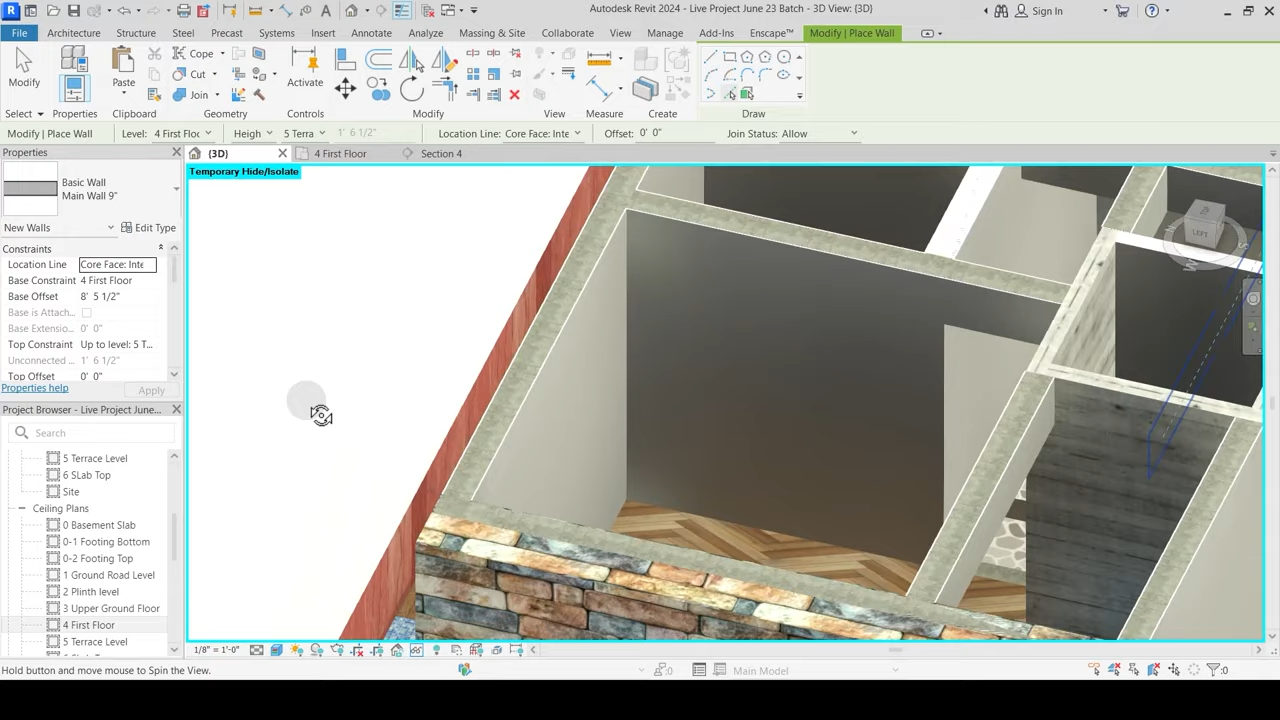 Autodesk Revit 2024 - Live Project June 23 Batch - 3D View: {3D}
Sign In
File Architecture Structure Steel Precast Systems Insert Annotate Analyze Massing & Site Collaborate View Manage Add-Ins Enscape™ Modify | Place Wall
Modify Paste Cope Cut Join Activate
Select Properties Clipboard Geometry Modify View Measure Create Draw
Modify | Place Wall Level: 4 First Floc Heigh 5 Terra 1' 6 1/2" Location Line: Core Face: Inte Offset: 0' 0" Join Status: Allow
Properties
{3D} 4 First Floor Section 4
Temporary Hide/Isolate
Basic Wall
Main Wall 9"
New Walls Edit Type
Constraints
Location Line Core Face: Inte
Base Constraint 4 First Floor
Base Offset 8' 5 1/2"
Base is Attach...
Base Extensio... 0' 0"
Top Constraint Up to level: 5 T...
Unconnected ... 1' 6 1/2"
Top Offset 0' 0"
Properties help Apply
Project Browser - Live Project June...
Search
5 Terrace Level
6 Slab Top
Site
Ceiling Plans
0 Basement Slab
0-1 Footing Bottom
0-2 Footing Top
1 Ground Road Level
2 Plinth level
3 Upper Ground Floor
4 First Floor
5 Terrace Level
1/8" = 1'-0"
Hold button and move mouse to Spin the View.
:0 Main Model :0